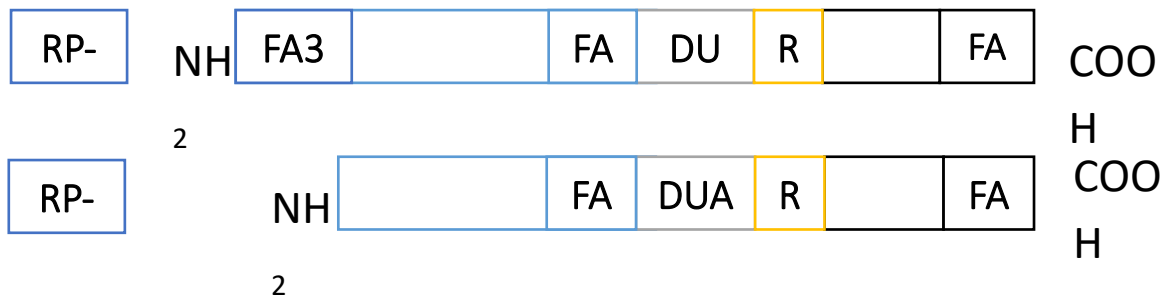 RP- NH FA3 FA DU R FA COO
2 H
RP- NH FA DUA R FA COO
2 H